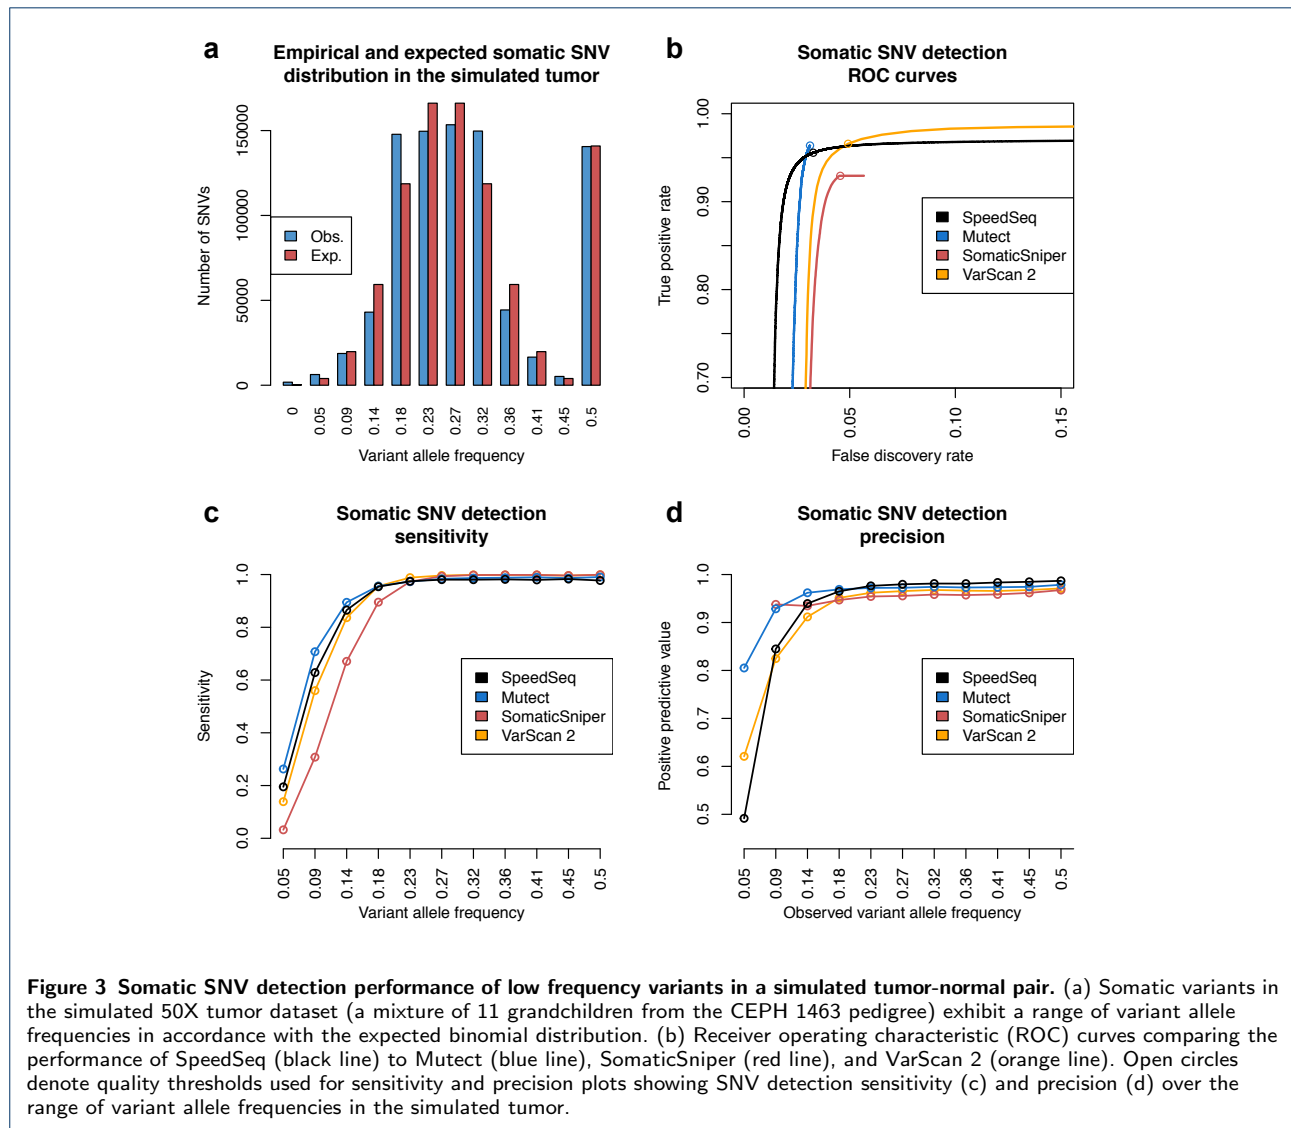 a
Empirical and expected somatic SNV
distribution in the simulated tumor
Number of SNVs
0
50000
100000
150000
Obs.
Exp.
0
0.05
0.09
0.14
0.18
0.23
0.27
0.32
0.36
0.41
0.45
0.5
Variant allele frequency
b
Somatic SNV detection
ROC curves
True positive rate
1.00
0.90
0.80
0.70
SpeedSeq
Mutect
SomaticSniper
VarScan 2
0.00
0.05
0.10
0.15
False discovery rate
c
Somatic SNV detection
sensitivity
Sensitivity
1.0
0.8
0.6
0.4
0.2
0.0
SpeedSeq
Mutect
SomaticSniper
VarScan 2
0.05
0.09
0.14
0.18
0.23
0.27
0.32
0.36
0.41
0.45
0.5
Variant allele frequency
d
Somatic SNV detection
precision
Positive predictive value
1.0
0.9
0.8
0.7
0.6
0.5
SpeedSeq
Mutect
SomaticSniper
VarScan 2
0.05
0.09
0.14
0.18
0.23
0.27
0.32
0.36
0.41
0.45
0.5
Observed variant allele frequency
Figure 3 Somatic SNV detection performance of low frequency variants in a simulated tumor-normal pair. (a) Somatic variants in
the simulated 50X tumor dataset (a mixture of 11 grandchildren from the CEPH 1463 pedigree) exhibit a range of variant allele
frequencies in accordance with the expected binomial distribution. (b) Receiver operating characteristic (ROC) curves comparing the
performance of SpeedSeq (black line) to Mutect (blue line), SomaticSniper (red line), and VarScan 2 (orange line). Open circles
denote quality thresholds used for sensitivity and precision plots showing SNV detection sensitivity (c) and precision (d) over the
range of variant allele frequencies in the simulated tumor.